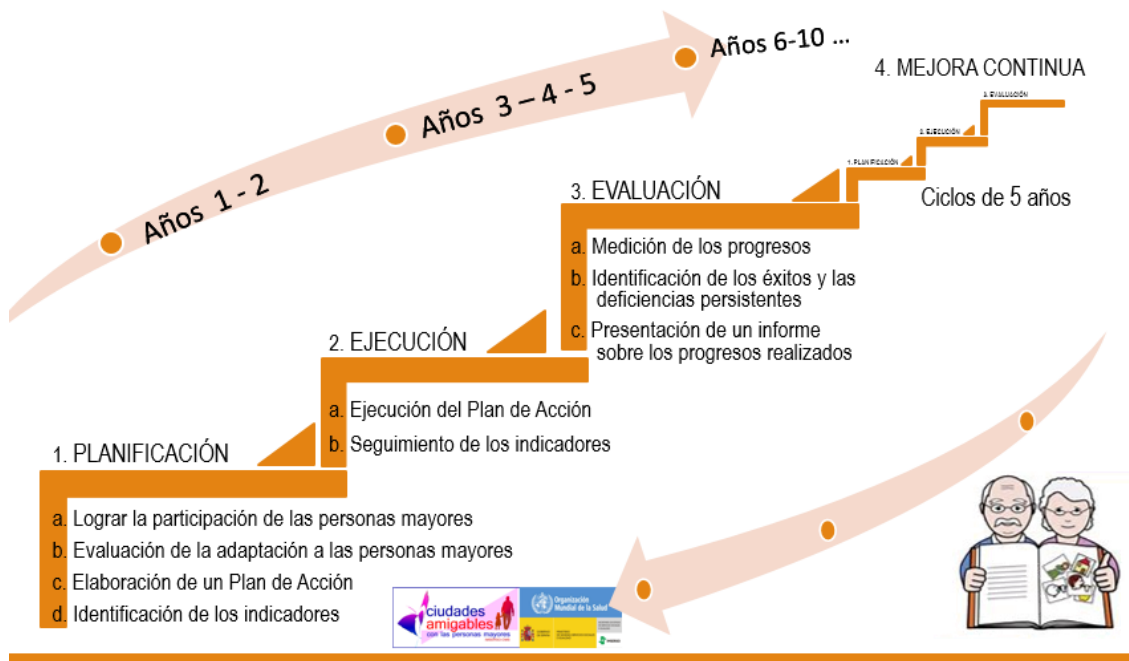 Años 1 - 2
Años 3 – 4 - 5
Años 6-10 ...
4. MEJORA CONTINUA
3. EVALUACIÓN
2. EJECUCIÓN
1. PLANIFICACIÓN
Ciclos de 5 años
3. EVALUACIÓN
a. Medición de los progresos
b. Identificación de los éxitos y las
deficiencias persistentes
c. Presentación de un informe
sobre los progresos realizados
2. EJECUCIÓN
a. Ejecución del Plan de Acción
b. Seguimiento de los indicadores
1. PLANIFICACIÓN
a. Lograr la participación de las personas mayores
b. Evaluación de la adaptación a las personas mayores
c. Elaboración de un Plan de Acción
d. Identificación de los indicadores
ciudades
amigables
con las personas mayores
Organización
Mundial de la Salud